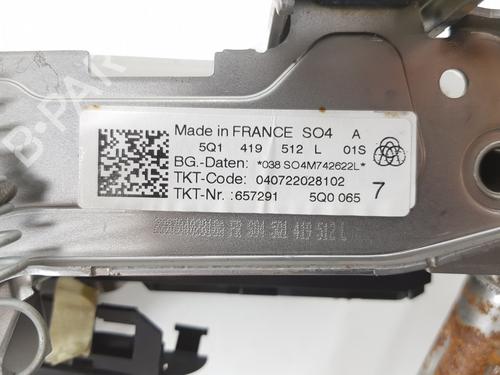 Made in FRANCE SO4 A
5Q1 419 512 L 01S
BG.-Daten: *038 SO4M742622L*
TKT-Code: 040722028102
TKT-Nr.:657291 5Q0 065 7
B-PARTS